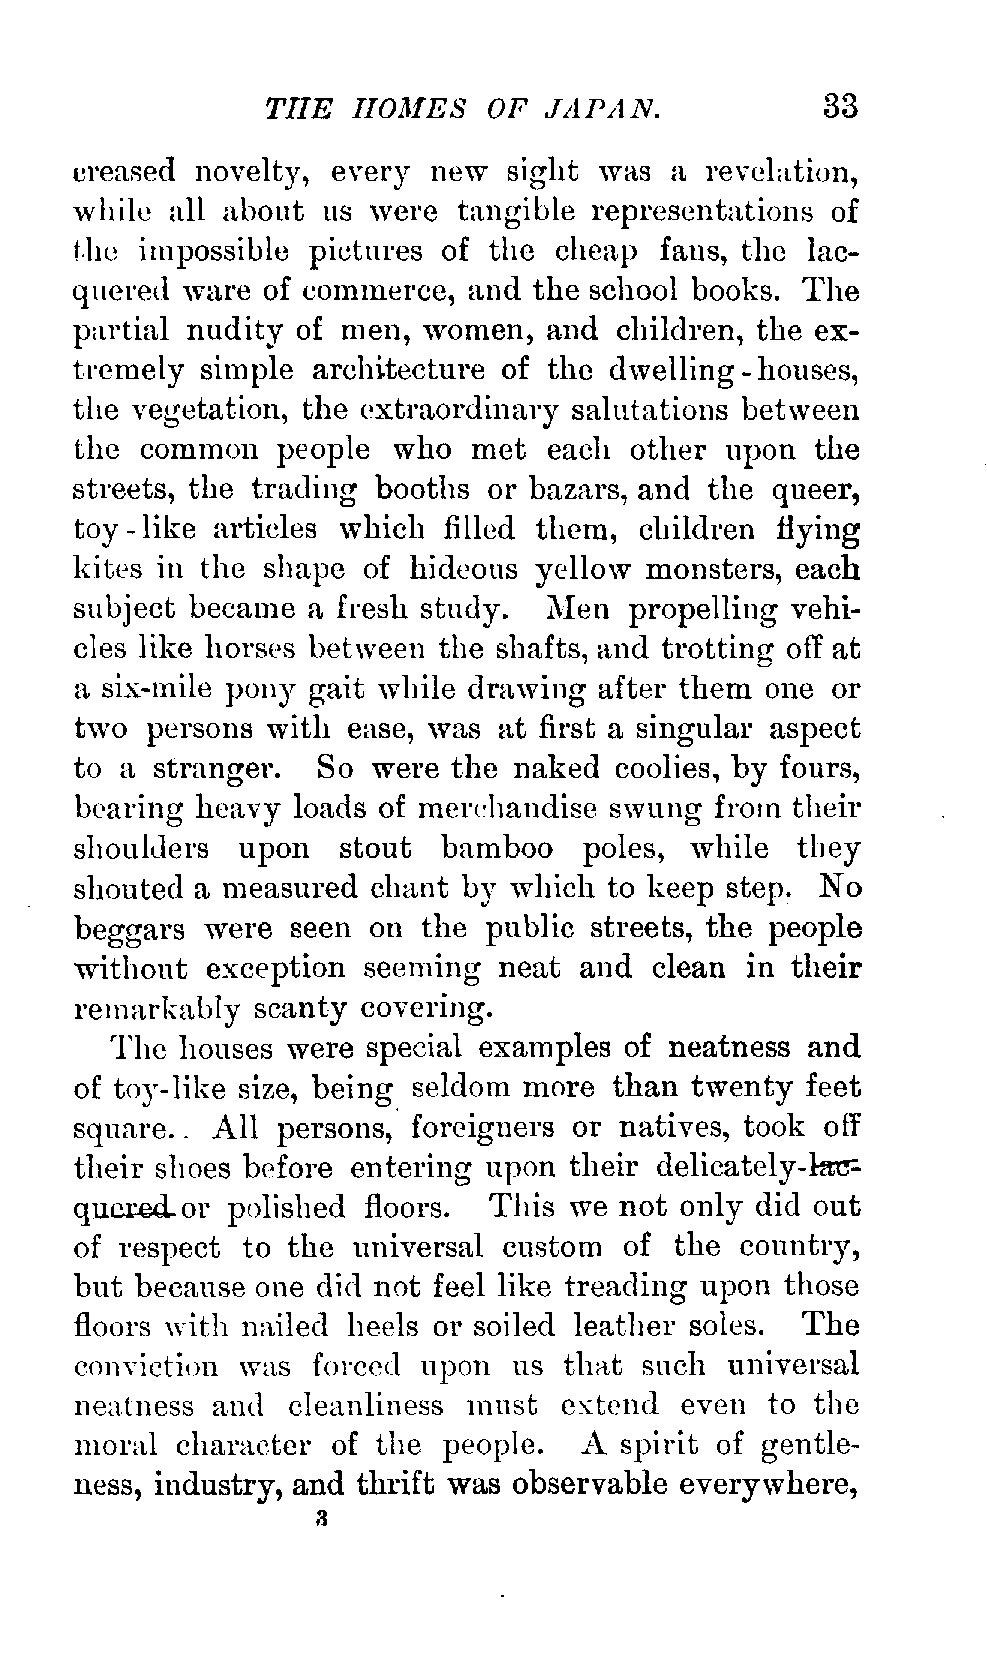 THE HOMES OF JAPAN. 33
creased novelty, every new sight was a revelation,
while all about us were tangible representations of
the impossible pictures of the cheap fans, the lac-
quered ware of commerce, and the school books. The
partial nudity of men, women, and children, the ex-
tremely simple architecture of the dwelling-houses,
the vegetation, the extraordinary salutations between
the common people who met each other upon the
streets, the trading booths or bazars, and the queer,
toy-like articles which filled them, children flying
kites in the shape of hideous yellow monsters, each
subject became a fresh study. Men propelling vehi-
cles like horses between the shafts, and trotting off at
a six-mile pony gait while drawing after them one or
two persons with ease, was at first a singular aspect
to a stranger. So were the naked coolies, by fours,
bearing heavy loads of merchandise swung from their
shoulders upon stout bamboo poles, while they
shouted a measured chant by which to keep step. No
beggars were seen on the public streets, the people
without exception seeming neat and clean in their
remarkably scanty covering.
The houses were special examples of neatness and
of toy-like size, being seldom more than twenty feet
square. All persons, foreigners or natives, took off
their shoes before entering upon their delicately-lac-
quered or polished floors. This we not only did out
of respect to the universal custom of the country,
but because one did not feel like treading upon those
floors with nailed heels or soiled leather soles. The
conviction was forced upon us that such universal
neatness and cleanliness must extend even to the
moral character of the people. A spirit of gentle-
ness, industry, and thrift was observable everywhere,
3